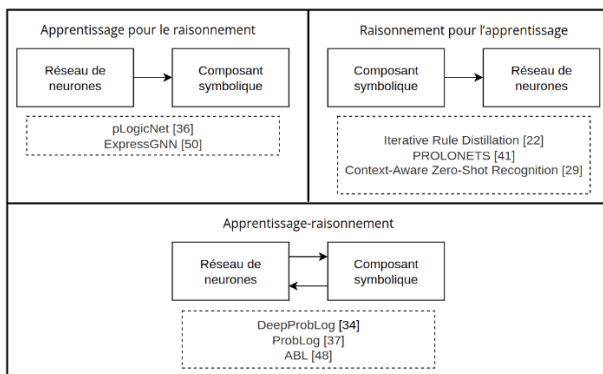 Apprentissage pour le raisonnement
Réseau de
neurones
Composant
symbolique
pLogicNet [36]
ExpressGNN [50]
Raisonnement pour l'apprentissage
Composant
symbolique
Réseau de
neurones
Iterative Rule Distillation [22]
PROLONETS [41]
Context-Aware Zero-Shot Recognition [29]
Apprentissage-raisonnement
Réseau de
neurones
Composant
symbolique
DeepProbLog [34]
ProbLog [37]
ABL [48]